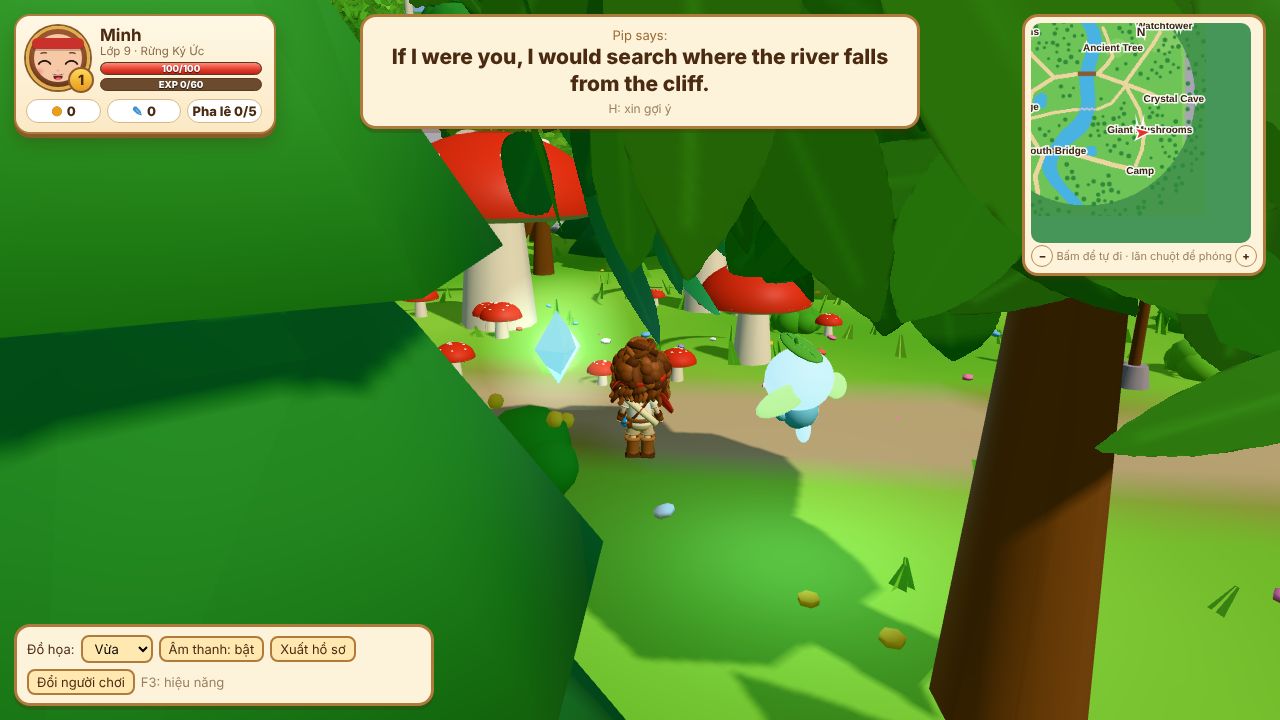 Minh
Lớp 9 · Rừng Ký Ức
100/100
EXP 0/60
1
0
0
Pha lê 0/5
Pip says:
If I were you, I would search where the river falls
from the cliff.
H: xin gợi ý
N
Ancient Tree
Crystal Cave
Giant Mushrooms
Camp
− Bấm để tự đi · lăn chuột để phóng +
Đồ họa: Vừa Âm thanh: bật Xuất hồ sơ
Đổi người chơi F3: hiệu năng